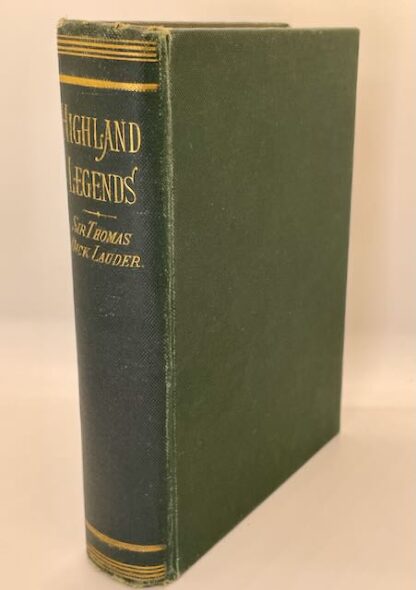 HIGHLAND
LEGENDS
SIR THOMAS
DICK LAUDER.